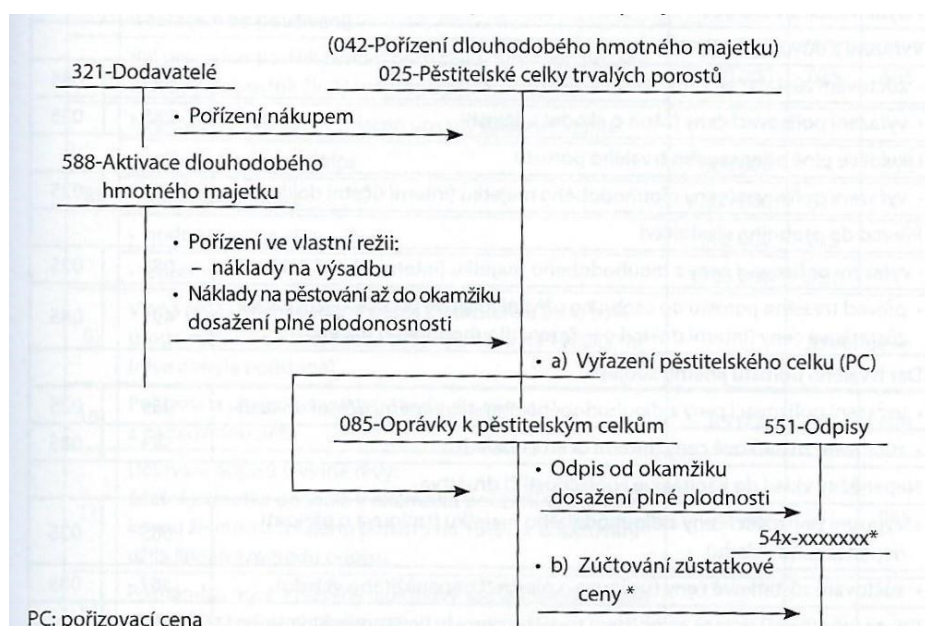 (042-Pořízení dlouhodobého hmotného majetku)
321-Dodavatelé
025-Pěstitelské celky trvalých porostů
• Pořízení nákupem
588-Aktivace dlouhodobého
hmotného majetku
• Pořízení ve vlastní režii:
– náklady na výsadbu
• Náklady na pěstování až do okamžiku
dosažení plné plodonosnosti
• a) Vyřazení pěstitelského celku (PC)
085-Oprávky k pěstitelským celkům
551-Odpisy
• Odpis od okamžiku
dosažení plné plodnosti
54x-xxxxxxx*
• b) Zúčtování zůstatkové
ceny *
PC: pořizovací cena